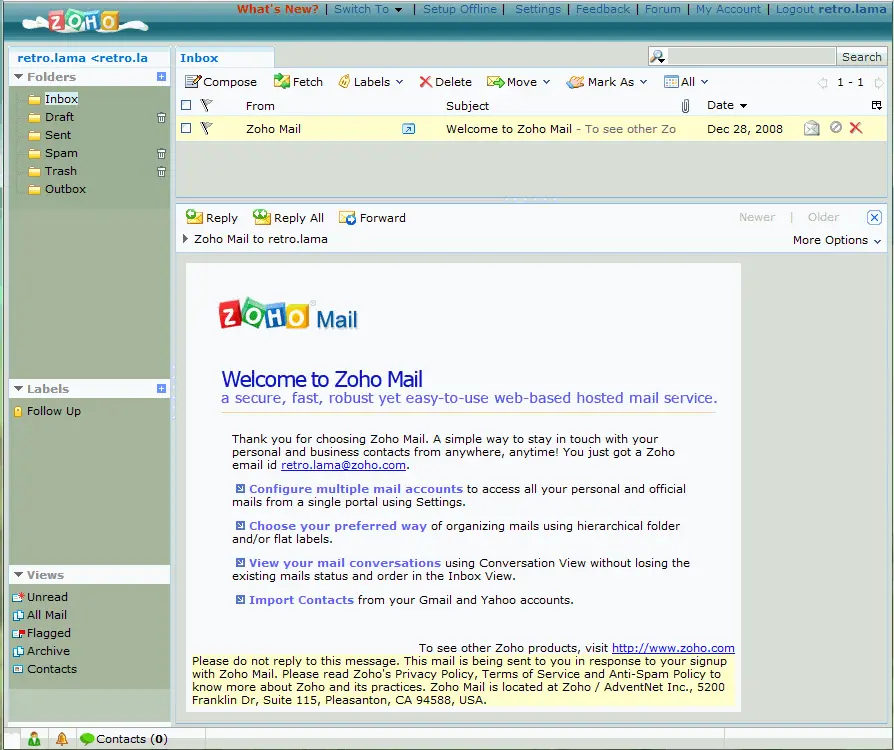 ZOHO
What's New? | Switch To | Setup Offline | Settings | Feedback | Forum | My Account | Logout retro.lama
retro.lama <retro.la
Folders
Inbox
Draft
Sent
Spam
Trash
Outbox
Labels
Follow Up
Views
Unread
All Mail
Flagged
Archive
Contacts
Inbox
Search
Compose Fetch Labels Delete Move Mark As All 1 - 1
From Subject Date
Zoho Mail Welcome to Zoho Mail - To see other Zo Dec 28, 2008
Reply Reply All Forward Newer | Older
Zoho Mail to retro.lama More Options
ZOHO® Mail
Welcome to Zoho Mail
a secure, fast, robust yet easy-to-use web-based hosted mail service.
Thank you for choosing Zoho Mail. A simple way to stay in touch with your
personal and business contacts from anywhere, anytime! You just got a Zoho
email id retro.lama@zoho.com.
Configure multiple mail accounts to access all your personal and official
mails from a single portal using Settings.
Choose your preferred way of organizing mails using hierarchical folder
and/or flat labels.
View your mail conversations using Conversation View without losing the
existing mails status and order in the Inbox View.
Import Contacts from your Gmail and Yahoo accounts.
To see other Zoho products, visit http://www.zoho.com
Please do not reply to this message. This mail is being sent to you in response to your signup
with Zoho Mail. Please read Zoho's Privacy Policy, Terms of Service and Anti-Spam Policy to
know more about Zoho and its practices. Zoho Mail is located at Zoho / AdventNet Inc., 5200
Franklin Dr, Suite 115, Pleasanton, CA 94588, USA.
Contacts (0)